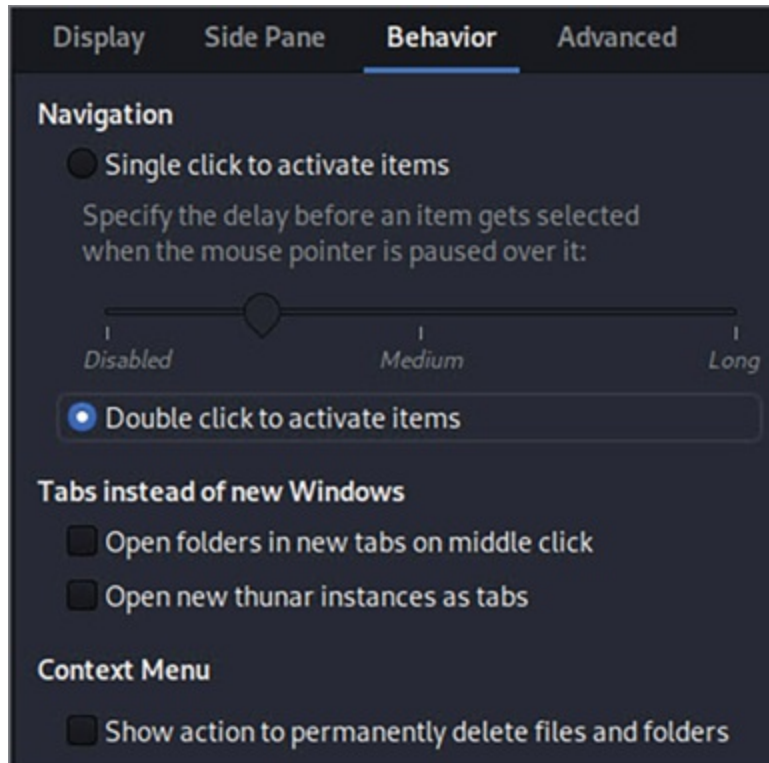 Display Side Pane Behavior Advanced
Navigation
Single click to activate items
Specify the delay before an item gets selected
when the mouse pointer is paused over it:
Disabled Medium Long
Double click to activate items
Tabs instead of new Windows
Open folders in new tabs on middle click
Open new thunar instances as tabs
Context Menu
Show action to permanently delete files and folders